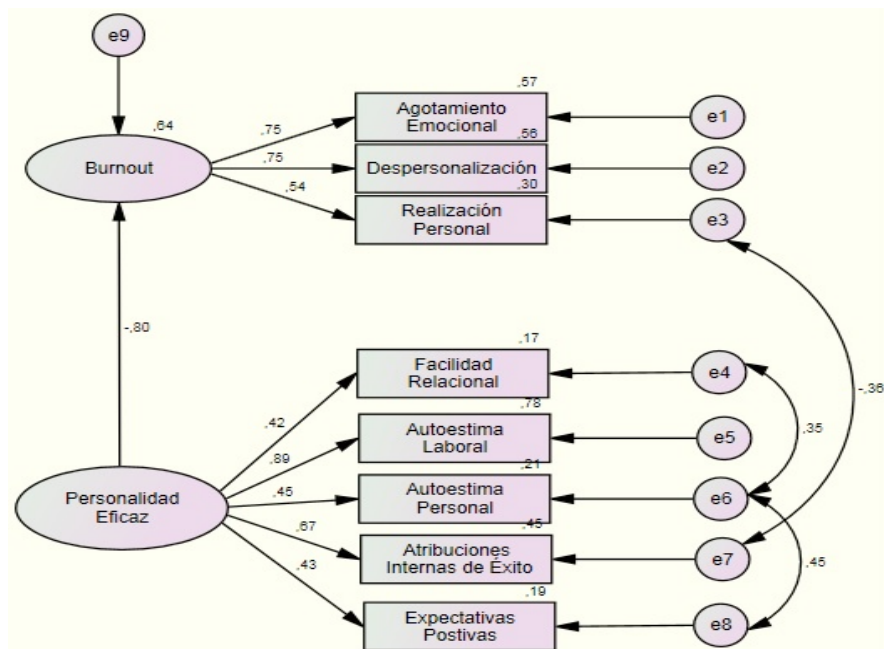 e9
,64
Burnout
,75
,75
,54
,57
Agotamiento
Emocional
,56
Despersonalización
,30
Realización
Personal
e1
e2
e3
-,80
-,36
,17
Facilidad
Relacional
,78
Autoestima
Laboral
,21
Autoestima
Personal
,45
Atribuciones
Internas de Éxito
,19
Expectativas
Postivas
,42
,89
,45
,67
,43
Personalidad
Eficaz
e4
e5
e6
e7
e8
,35
,45